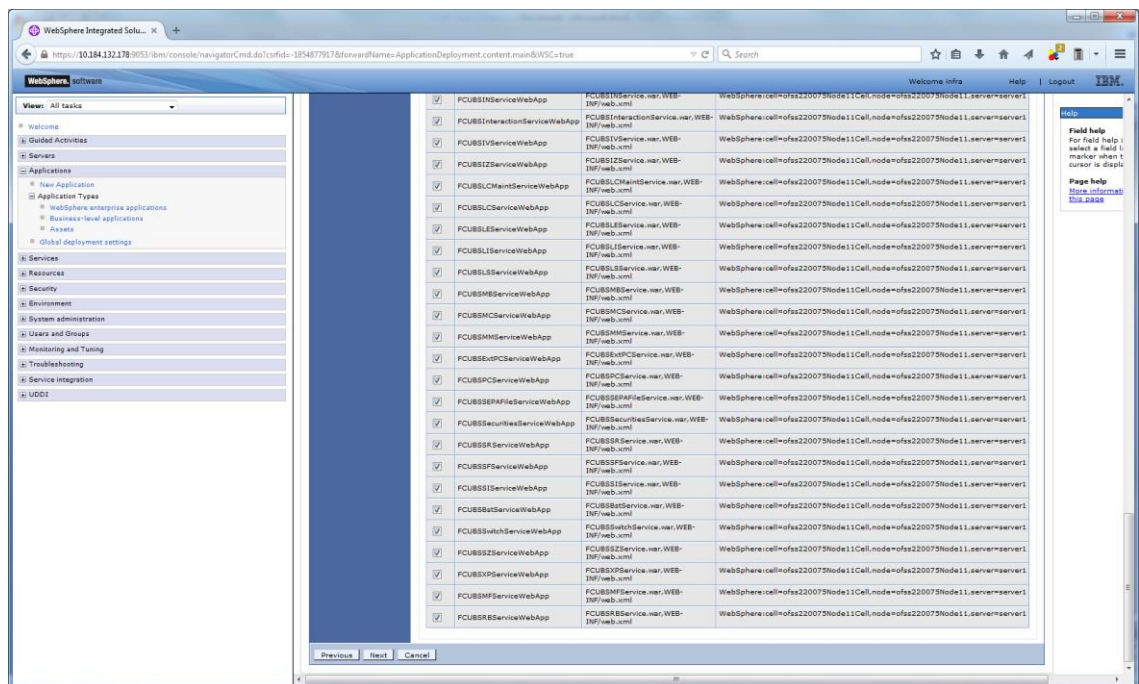 WebSphere Integrated Solu... × +
https://10.184.132.178:9053/ibm/console/navigatorCmd.do?csrfid=-1854877917&forwardName=ApplicationDeployment.content.main&WSC=true
Search
WebSphere. software
Welcome infra Help | Logout IBM.
View: All tasks
Welcome
Guided Activities
Servers
Applications
New Application
Application Types
WebSphere enterprise applications
Business-level applications
Assets
Global deployment settings
Services
Resources
Security
Environment
System administration
Users and Groups
Monitoring and Tuning
Troubleshooting
Service integration
UDDI
FCUBSINServiceWebApp FCUBSINService.war,WEB-INF/web.xml WebSphere:cell=ofss220075Node11Cell,node=ofss220075Node11,server=server1
FCUBSInteractionServiceWebApp FCUBSInteractionService.war,WEB-INF/web.xml WebSphere:cell=ofss220075Node11Cell,node=ofss220075Node11,server=server1
FCUBSIVServiceWebApp FCUBSIVService.war,WEB-INF/web.xml WebSphere:cell=ofss220075Node11Cell,node=ofss220075Node11,server=server1
FCUBSIZServiceWebApp FCUBSIZService.war,WEB-INF/web.xml WebSphere:cell=ofss220075Node11Cell,node=ofss220075Node11,server=server1
FCUBSLCMaintServiceWebApp FCUBSLCMaintService.war,WEB-INF/web.xml WebSphere:cell=ofss220075Node11Cell,node=ofss220075Node11,server=server1
FCUBSLCServiceWebApp FCUBSLCService.war,WEB-INF/web.xml WebSphere:cell=ofss220075Node11Cell,node=ofss220075Node11,server=server1
FCUBSLEServiceWebApp FCUBSLEService.war,WEB-INF/web.xml WebSphere:cell=ofss220075Node11Cell,node=ofss220075Node11,server=server1
FCUBSLIServiceWebApp FCUBSLIService.war,WEB-INF/web.xml WebSphere:cell=ofss220075Node11Cell,node=ofss220075Node11,server=server1
FCUBSLSServiceWebApp FCUBSLSService.war,WEB-INF/web.xml WebSphere:cell=ofss220075Node11Cell,node=ofss220075Node11,server=server1
FCUBSMBServiceWebApp FCUBSMBService.war,WEB-INF/web.xml WebSphere:cell=ofss220075Node11Cell,node=ofss220075Node11,server=server1
FCUBSMCServiceWebApp FCUBSMCService.war,WEB-INF/web.xml WebSphere:cell=ofss220075Node11Cell,node=ofss220075Node11,server=server1
FCUBSMMServiceWebApp FCUBSMMService.war,WEB-INF/web.xml WebSphere:cell=ofss220075Node11Cell,node=ofss220075Node11,server=server1
FCUBSExtPCServiceWebApp FCUBSExtPCService.war,WEB-INF/web.xml WebSphere:cell=ofss220075Node11Cell,node=ofss220075Node11,server=server1
FCUBSPCServiceWebApp FCUBSPCService.war,WEB-INF/web.xml WebSphere:cell=ofss220075Node11Cell,node=ofss220075Node11,server=server1
FCUBSSEPAFileServiceWebApp FCUBSSEPAFileService.war,WEB-INF/web.xml WebSphere:cell=ofss220075Node11Cell,node=ofss220075Node11,server=server1
FCUBSSecuritiesServiceWebApp FCUBSSecuritiesService.war,WEB-INF/web.xml WebSphere:cell=ofss220075Node11Cell,node=ofss220075Node11,server=server1
FCUBSSRServiceWebApp FCUBSSRService.war,WEB-INF/web.xml WebSphere:cell=ofss220075Node11Cell,node=ofss220075Node11,server=server1
FCUBSSFServiceWebApp FCUBSSFService.war,WEB-INF/web.xml WebSphere:cell=ofss220075Node11Cell,node=ofss220075Node11,server=server1
FCUBSSIServiceWebApp FCUBSSIService.war,WEB-INF/web.xml WebSphere:cell=ofss220075Node11Cell,node=ofss220075Node11,server=server1
FCUBSBstServiceWebApp FCUBSBstService.war,WEB-INF/web.xml WebSphere:cell=ofss220075Node11Cell,node=ofss220075Node11,server=server1
FCUBSSwitchServiceWebApp FCUBSSwitchService.war,WEB-INF/web.xml WebSphere:cell=ofss220075Node11Cell,node=ofss220075Node11,server=server1
FCUBSSZServiceWebApp FCUBSSZService.war,WEB-INF/web.xml WebSphere:cell=ofss220075Node11Cell,node=ofss220075Node11,server=server1
FCUBSXPServiceWebApp FCUBSXPService.war,WEB-INF/web.xml WebSphere:cell=ofss220075Node11Cell,node=ofss220075Node11,server=server1
FCUBSMFServiceWebApp FCUBSMFService.war,WEB-INF/web.xml WebSphere:cell=ofss220075Node11Cell,node=ofss220075Node11,server=server1
FCUBSRBServiceWebApp FCUBSRBService.war,WEB-INF/web.xml WebSphere:cell=ofss220075Node11Cell,node=ofss220075Node11,server=server1
Previous Next Cancel
Help
Field help
For field help
select a field
marker when
cursor is
Page help
More
this page